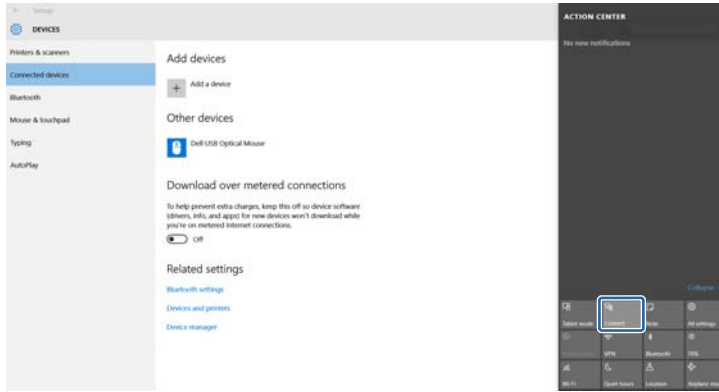 Settings
DEVICES
Printers & scanners
Connected devices
Bluetooth
Mouse & touchpad
Typing
AutoPlay
Add devices
Add a device
Other devices
Dell USB Optical Mouse
Download over metered connections
To help prevent extra charges, keep this off so device software
(drivers, info, and apps) for new devices won't download while
you're on metered Internet connections.
Off
Related settings
Bluetooth settings
Devices and printers
Device manager
ACTION CENTER
No new notifications
Collapse
Tablet mode Connect Note All settings
VPN Bluetooth 70%
Wi-Fi Quiet hours Location Airplane mo